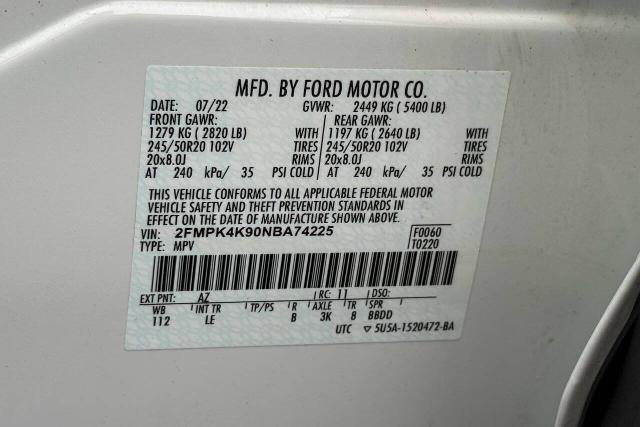 MFD. BY FORD MOTOR CO.
DATE: 07/22 GVWR: 2449 KG ( 5400 LB)
FRONT GAWR: REAR GAWR:
1279 KG ( 2820 LB) WITH 1197 KG ( 2640 LB) WITH
245/50R20 102V TIRES 245/50R20 102V TIRES
20x8.0J RIMS 20x8.0J RIMS
AT 240 kPa/ 35 PSI COLD AT 240 kPa/ 35 PSI COLD
THIS VEHICLE CONFORMS TO ALL APPLICABLE FEDERAL MOTOR
VEHICLE SAFETY AND THEFT PREVENTION STANDARDS IN
EFFECT ON THE DATE OF MANUFACTURE SHOWN ABOVE.
VIN: 2FMPK4K90NBA74225 F0060
TYPE: MPV T0220
EXT PNT: AZ RC: 11 DSO:
WB INT TR TP/PS R AXLE TR SPR
112 LE B 3K 8 BBDD
UTC ▽ 5U5A-1520472-BA